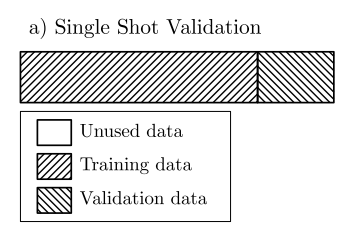 a) Single Shot Validation
Unused data
Training data
Validation data